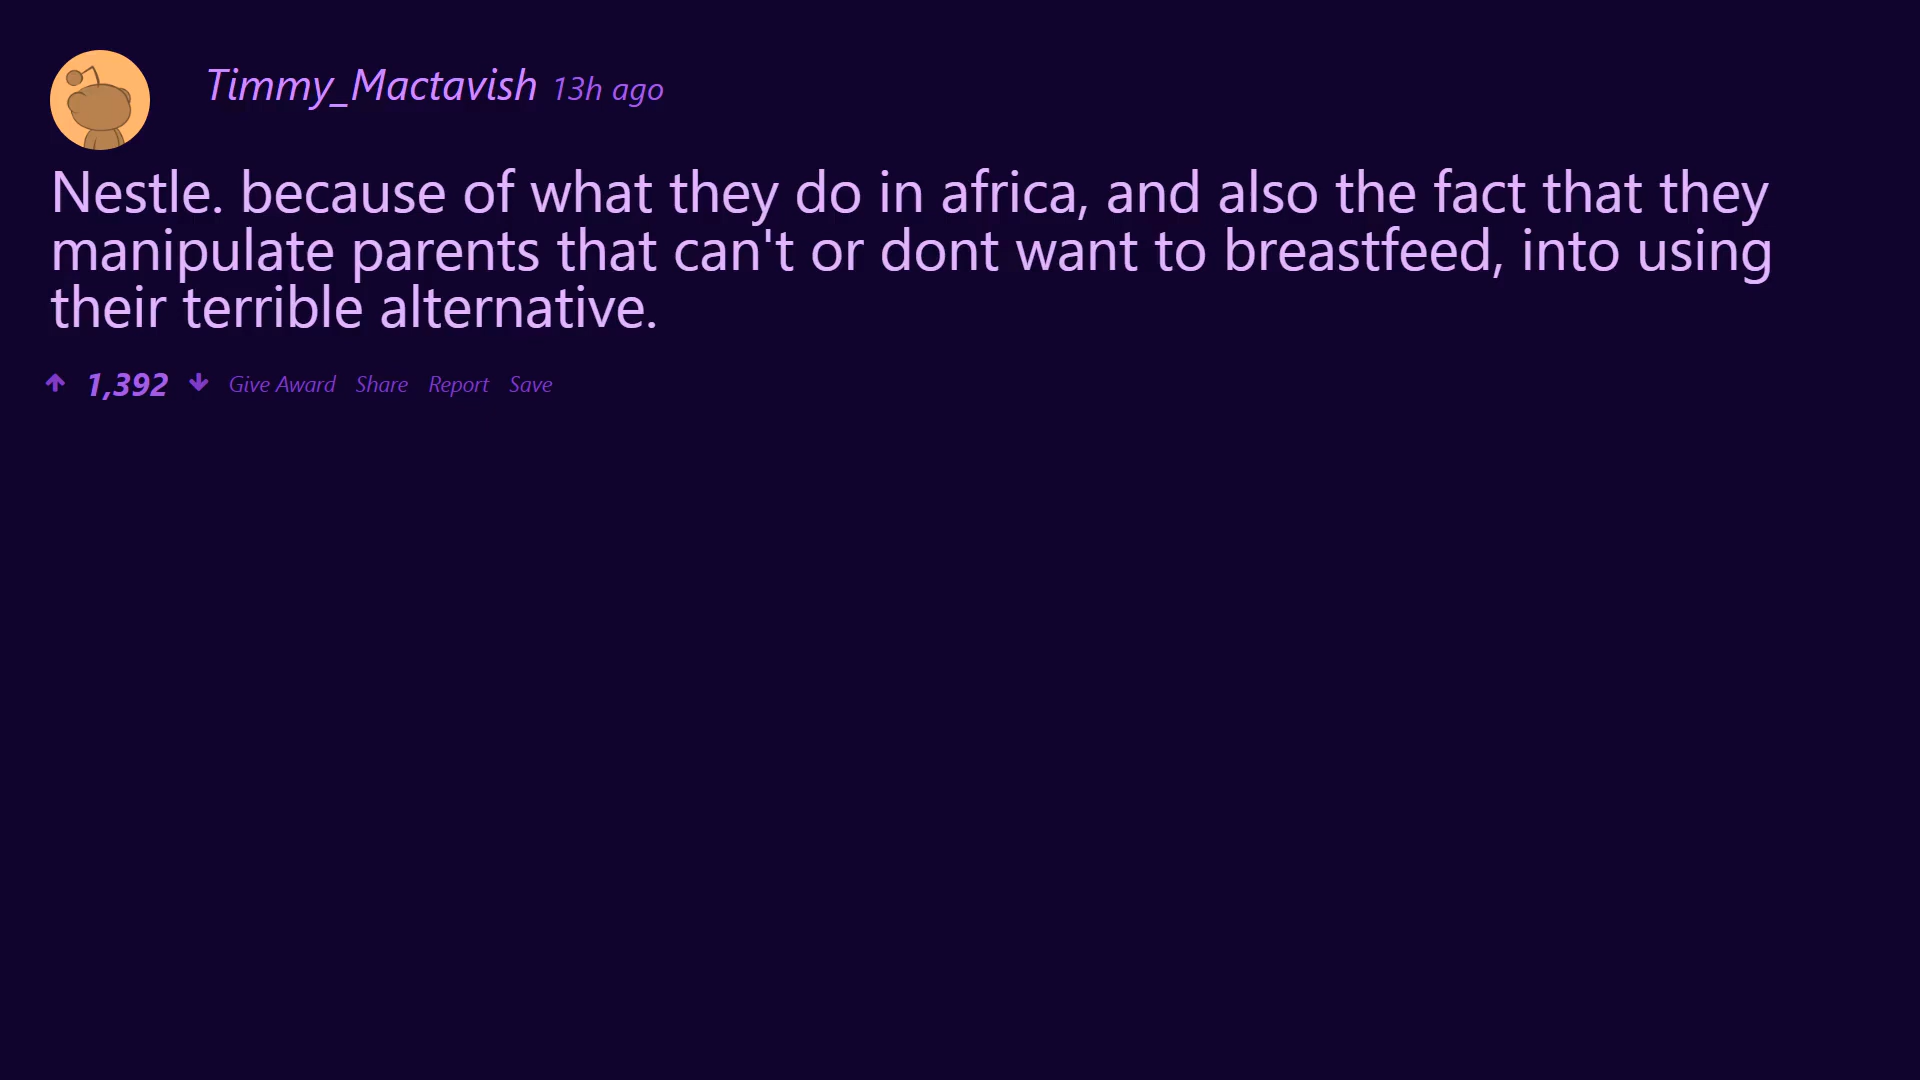 Timmy_Mactavish 13h ago
Nestle. because of what they do in africa, and also the fact that they
manipulate parents that can't or dont want to breastfeed, into using
their terrible alternative.
1,392 Give Award Share Report Save